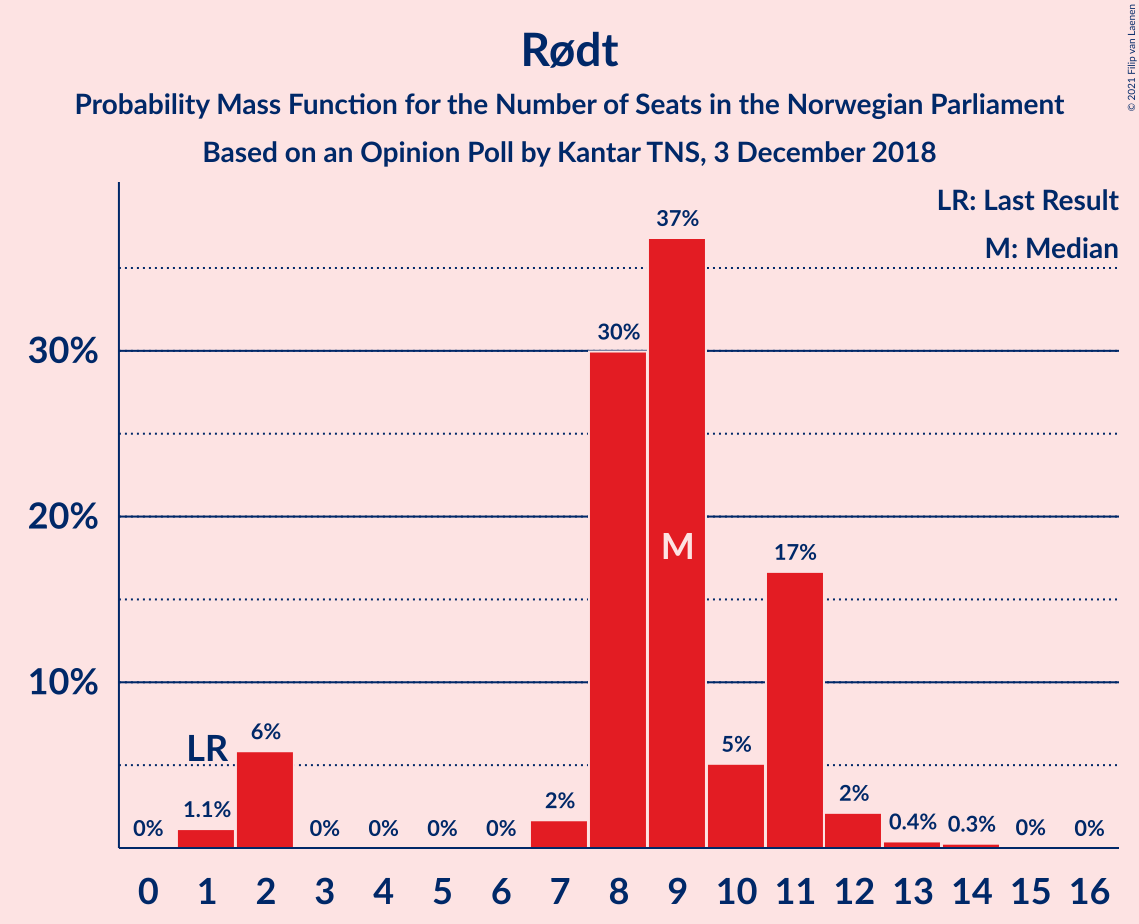 Rødt
Probability Mass Function for the Number of Seats in the Norwegian Parliament
Based on an Opinion Poll by Kantar TNS, 3 December 2018
© 2021 Filip van Laenen
LR: Last Result
M: Median
37%
30%
30%
20%
M
17%
10%
LR
6%
5%
0%
1.1%
0%
0%
0%
0%
2%
2%
0.4%
0.3%
0%
0%
0 1 2 3 4 5 6 7 8 9 10 11 12 13 14 15 16